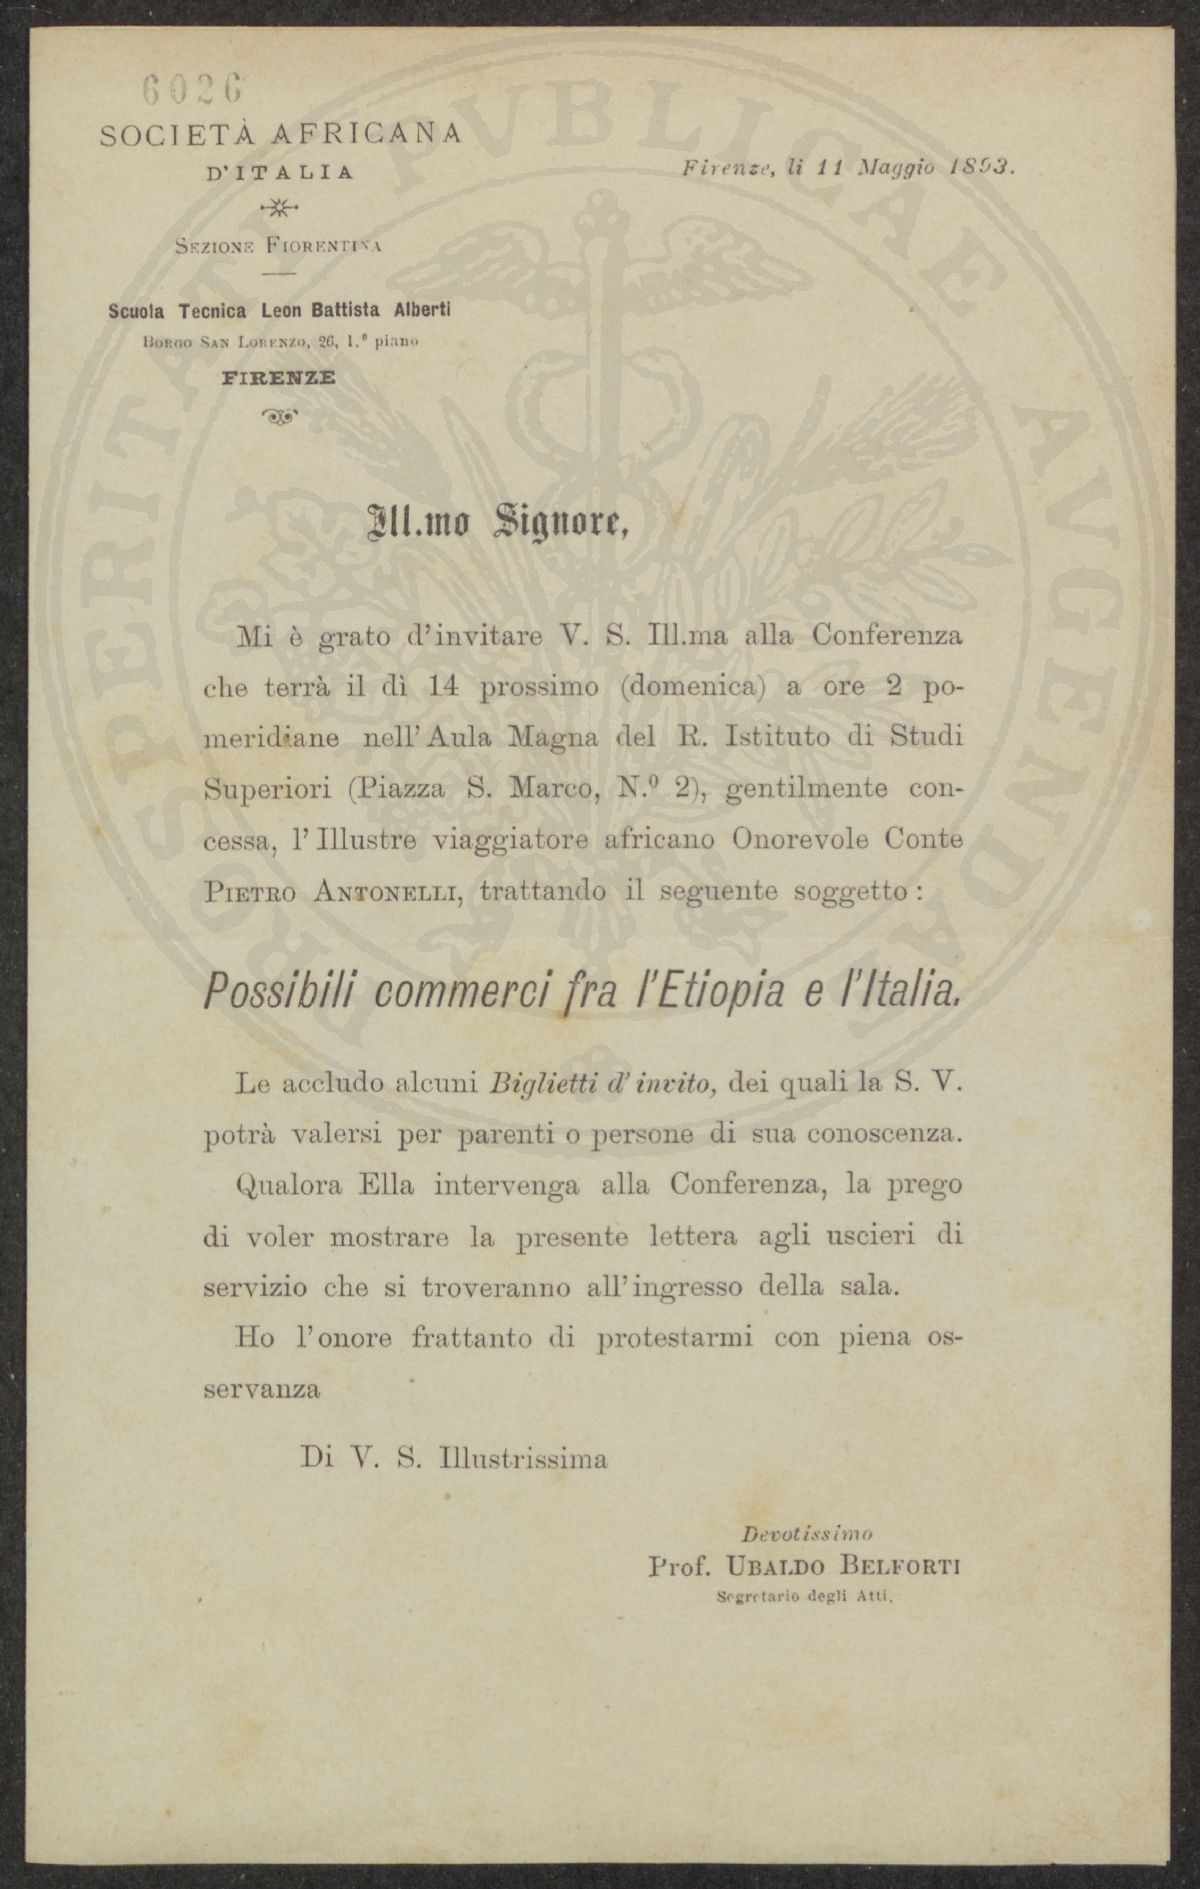 6026
SOCIETÀ AFRICANA
D'ITALIA
SEZIONE FIORENTINA
Scuola Tecnica Leon Battista Alberti
BORGO SAN LORENZO, 26, 1.º piano
FIRENZE
Firenze, li 11 Maggio 1893.
Ill.mo Signore,
Mi è grato d'invitare V. S. Ill.ma alla Conferenza
che terrà il dì 14 prossimo (domenica) a ore 2 po-
meridiane nell'Aula Magna del R. Istituto di Studi
Superiori (Piazza S. Marco, N.º 2), gentilmente con-
cessa, l'Illustre viaggiatore africano Onorevole Conte
PIETRO ANTONELLI, trattando il seguente soggetto:
Possibili commerci fra l'Etiopia e l'Italia.
Le accludo alcuni Biglietti d'invito, dei quali la S. V.
potrà valersi per parenti o persone di sua conoscenza.
Qualora Ella intervenga alla Conferenza, la prego
di voler mostrare la presente lettera agli uscieri di
servizio che si troveranno all'ingresso della sala.
Ho l'onore frattanto di protestarmi con piena os-
servanza
Di V. S. Illustrissima
Devotissimo
Prof. UBALDO BELFORTI
Segretario degli Atti.
PROSPERITATI PVBLICAE AVGENDAE